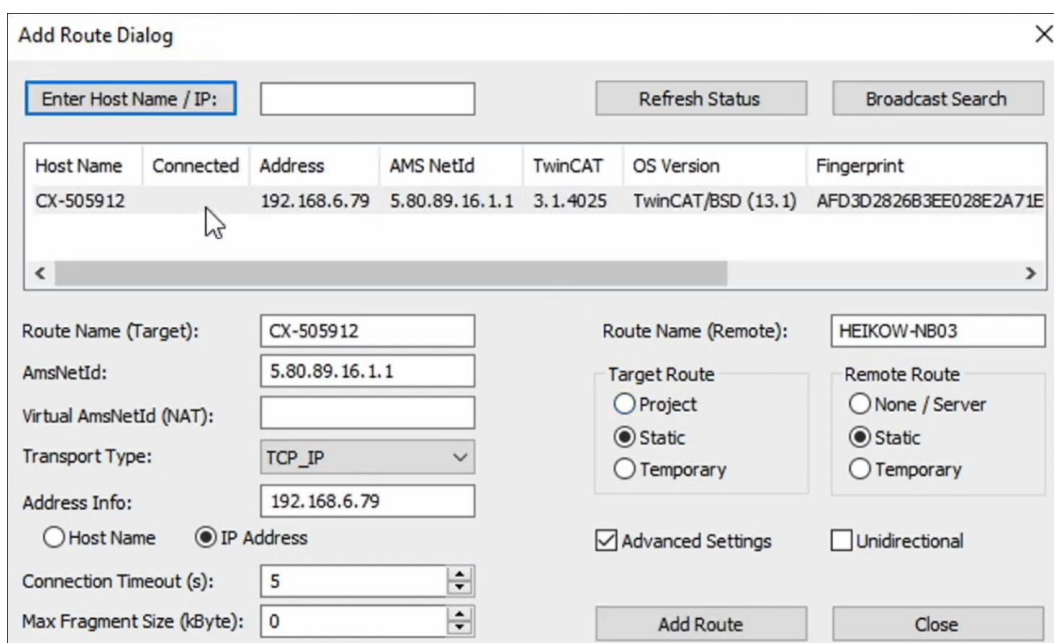 Add Route Dialog
Enter Host Name / IP: Refresh Status Broadcast Search
Host Name Connected Address AMS NetId TwinCAT OS Version Fingerprint
CX-505912 192.168.6.79 5.80.89.16.1.1 3.1.4025 TwinCAT/BSD (13.1) AFD3D2826B3EE028E2A71E
Route Name (Target): CX-505912 Route Name (Remote): HEIKOW-NB03
AmsNetId: 5.80.89.16.1.1 Target Route Remote Route
Virtual AmsNetId (NAT): Project None / Server
Transport Type: TCP_IP Static Static
Temporary Temporary
Address Info: 192.168.6.79
Host Name IP Address Advanced Settings Unidirectional
Connection Timeout (s): 5
Max Fragment Size (kByte): 0 Add Route Close